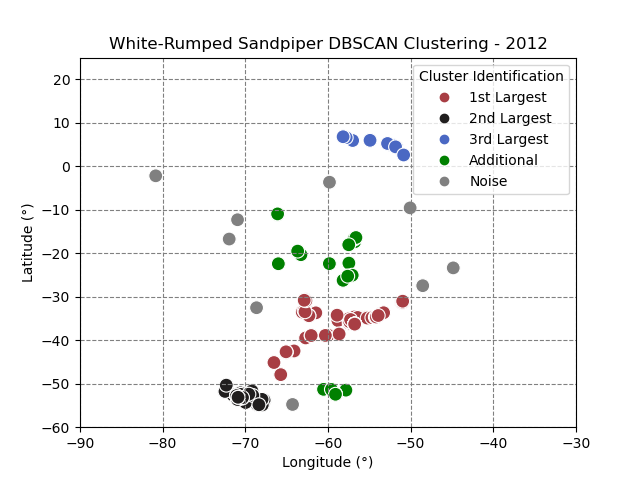 White-Rumped Sandpiper DBSCAN Clustering - 2012
Cluster Identification
1st Largest
2nd Largest
3rd Largest
Additional
Noise
Latitude (°)
20
10
0
−10
−20
−30
−40
−50
−60
−90
−80
−70
−60
−50
−40
−30
Longitude (°)